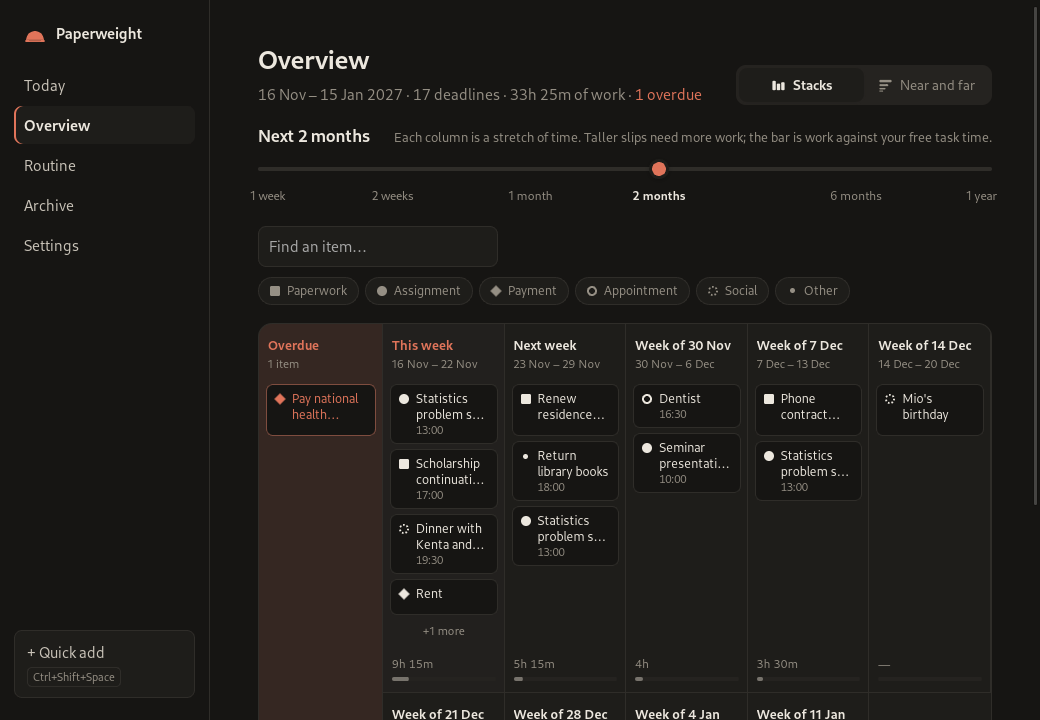 Paperweight
Today
Overview
Routine
Archive
Settings
+ Quick add
Ctrl+Shift+Space
Overview
16 Nov – 15 Jan 2027 · 17 deadlines · 33h 25m of work · 1 overdue
Stacks
Near and far
Next 2 months
Each column is a stretch of time. Taller slips need more work; the bar is work against your free task time.
1 week
2 weeks
1 month
2 months
6 months
1 year
Find an item…
Paperwork
Assignment
Payment
Appointment
Social
Other
Overdue
1 item
Pay national
health…
This week
16 Nov – 22 Nov
Statistics
problem s…
13:00
Scholarship
continuati…
17:00
Dinner with
Kenta and…
19:30
Rent
+1 more
9h 15m
Next week
23 Nov – 29 Nov
Renew
residence…
Return
library books
18:00
Statistics
problem s…
13:00
5h 15m
Week of 30 Nov
30 Nov – 6 Dec
Dentist
16:30
Seminar
presentati…
10:00
4h
Week of 7 Dec
7 Dec – 13 Dec
Phone
contract…
Statistics
problem s…
13:00
3h 30m
Week of 14 Dec
14 Dec – 20 Dec
Mio's
birthday
—
Week of 21 Dec
Week of 28 Dec
Week of 4 Jan
Week of 11 Jan